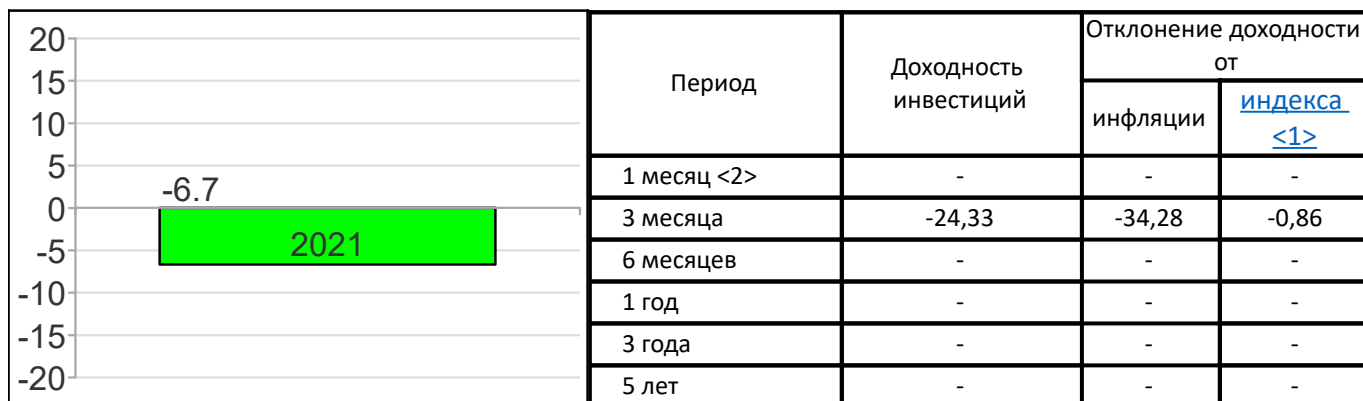 20
15
10
5
0
-5
-10
-15
-20
-6.7
2021
Период
Доходность
инвестиций
Отклонение доходности
от
инфляции
индекса
<1>
1 месяц <2> - - -
3 месяца -24,33 -34,28 -0,86
6 месяцев - - -
1 год - - -
3 года - - -
5 лет - - -